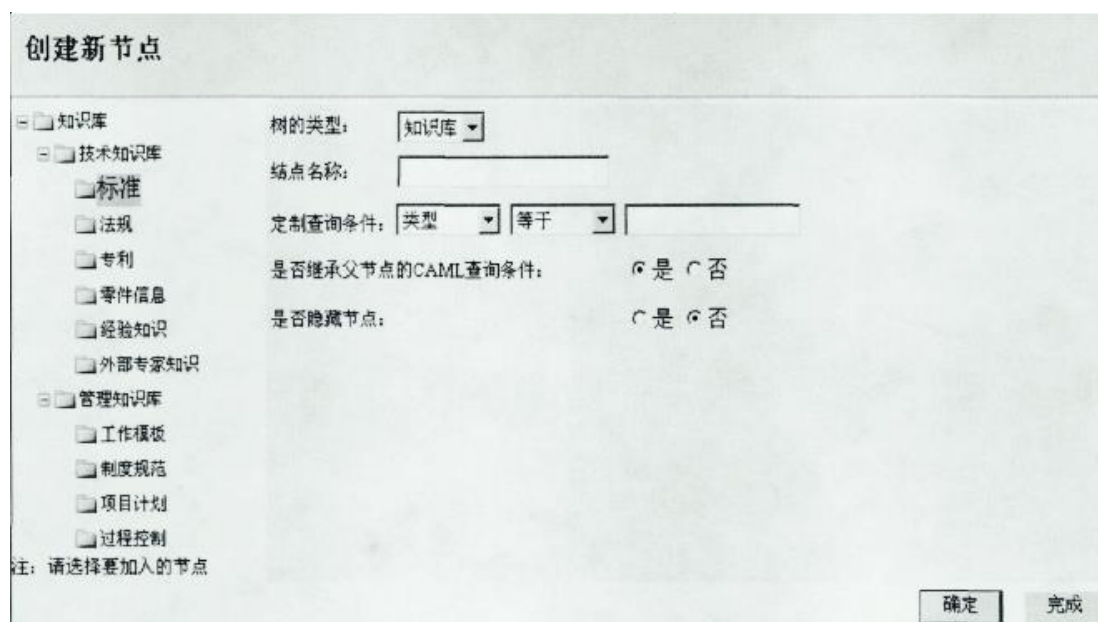 创建新节点
知识库
技术知识库
标准
法规
专利
零件信息
经验知识
外部专家知识
管理知识库
工作模板
制度规范
项目计划
过程控制
注：请选择要加入的节点
树的类型： 知识库
结点名称：
定制查询条件： 类型 等于
是否继承父节点的CAML查询条件： 是 否
是否隐藏节点： 是 否
确定 完成